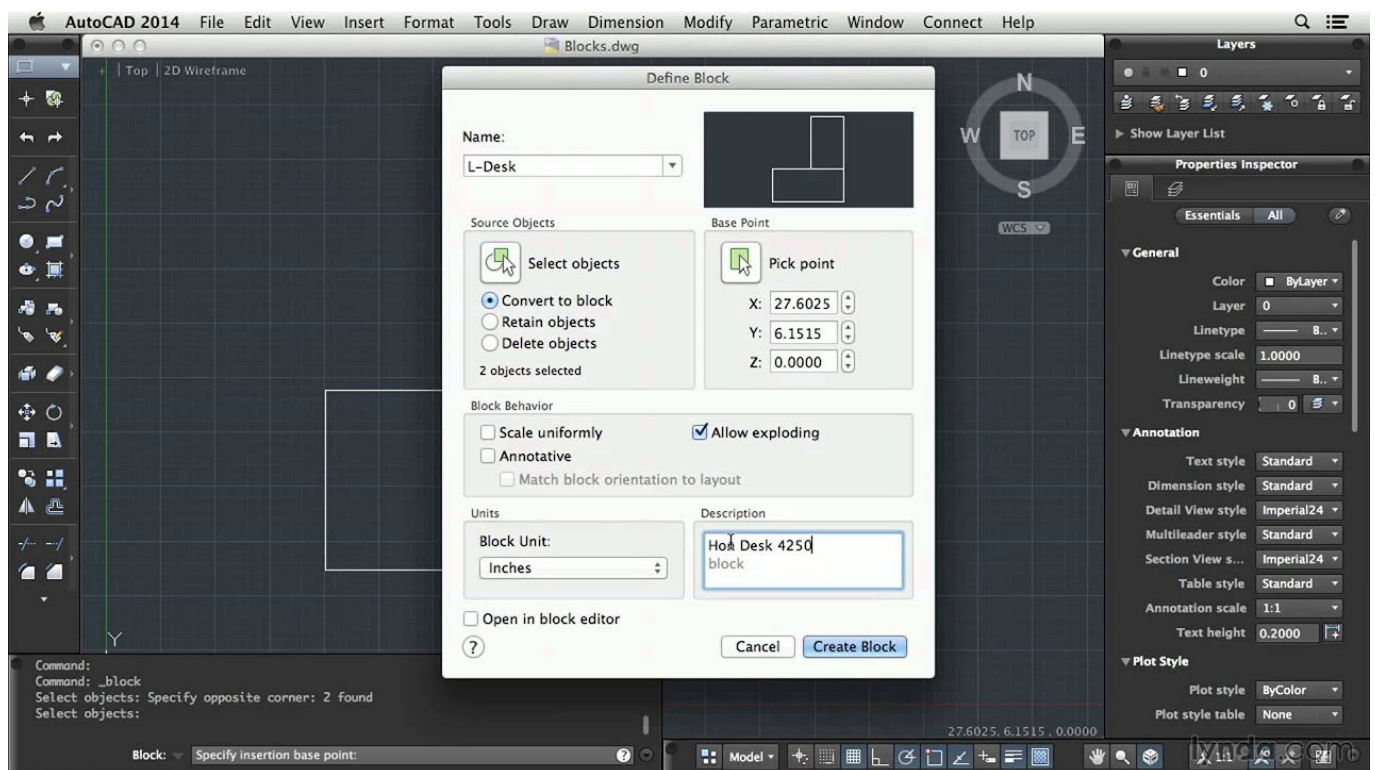 AutoCAD 2014 File Edit View Insert Format Tools Draw Dimension Modify Parametric Window Connect Help
Blocks.dwg
+ | Top | 2D Wireframe
Define Block
Name:
L-Desk
Source Objects
Select objects
Convert to block
Retain objects
Delete objects
2 objects selected
Base Point
Pick point
X: 27.6025
Y: 6.1515
Z: 0.0000
Block Behavior
Scale uniformly
Allow exploding
Annotative
Match block orientation to layout
Units
Block Unit:
Inches
Description
Hon Desk 4250
block
Open in block editor
?
Cancel
Create Block
N
W TOP E
S
WCS
Y
Layers
0
Show Layer List
Properties Inspector
Essentials All
General
Color ByLayer
Layer 0
Linetype B..
Linetype scale 1.0000
Lineweight B..
Transparency 0
Annotation
Text style Standard
Dimension style Standard
Detail View style Imperial24
Multileader style Standard
Section View s... Imperial24
Table style Standard
Annotation scale 1:1
Text height 0.2000
Plot Style
Plot style ByColor
Plot style table None
Command:
Command: _block
Select objects: Specify opposite corner: 2 found
Select objects:
Block: Specify insertion base point:
?
27.6025, 6.1515 , 0.0000
Model
1:1
lynda.com